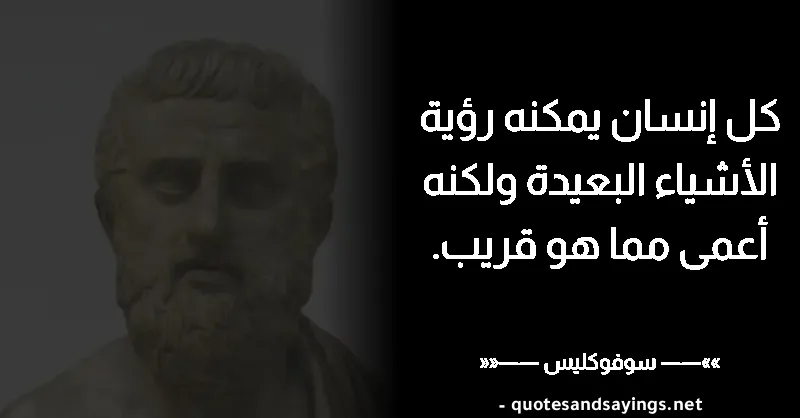 كل إنسان يمكنه رؤية
الأشياء البعيدة ولكنه
أعمى مما هو قريب.
»»—— سوفوكليس ——««
- quotesandsayings.net